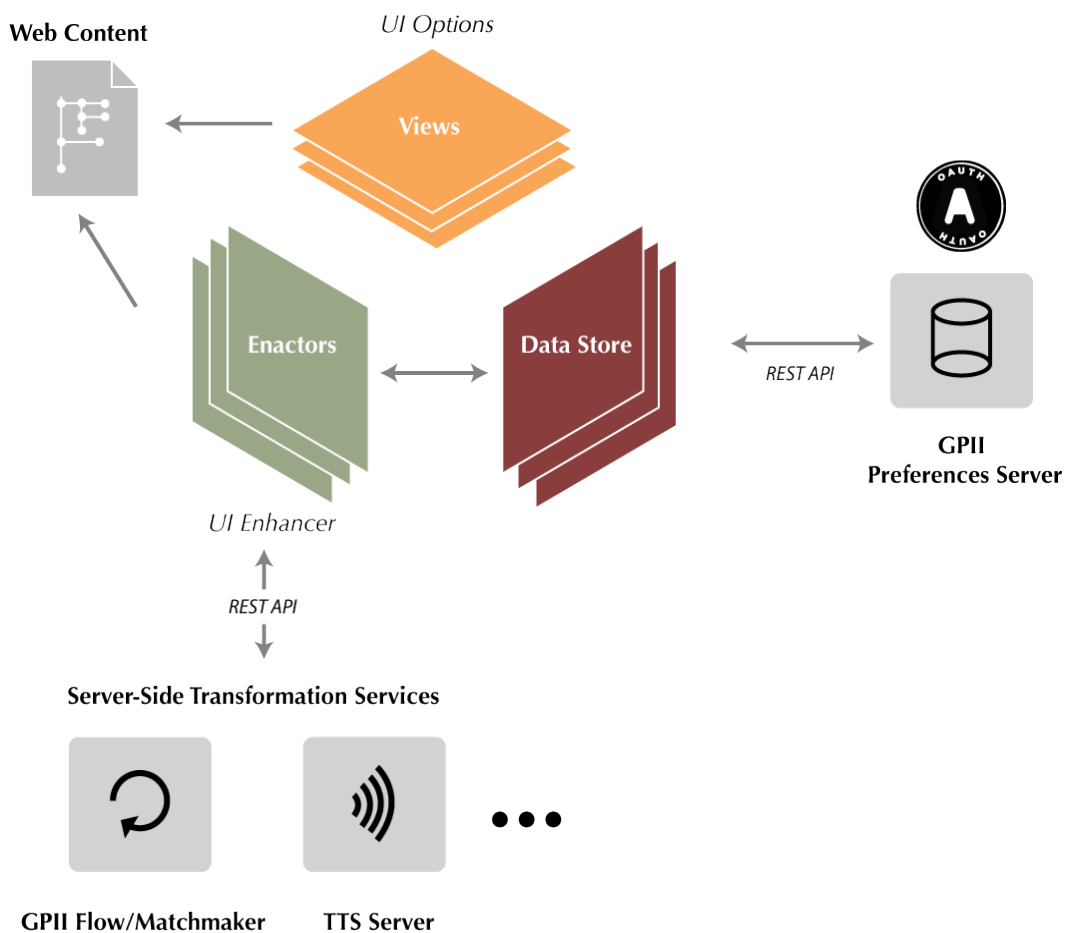 Web Content
UI Options
Views
OAUTH
A
OAUTH
Enactors
Data Store
REST API
GPII
Preferences Server
UI Enhancer
REST API
Server-Side Transformation Services
GPII Flow/Matchmaker
TTS Server